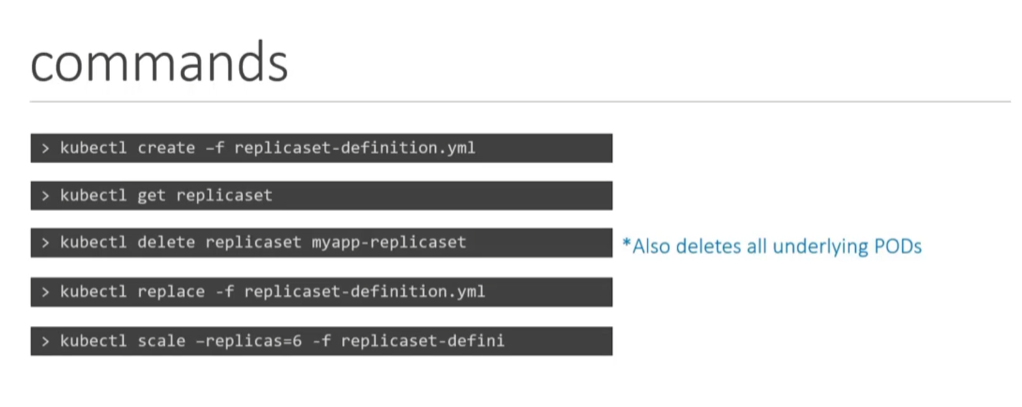 commands
> kubectl create –f replicaset-definition.yml
> kubectl get replicaset
> kubectl delete replicaset myapp-replicaset *Also deletes all underlying PODs
> kubectl replace -f replicaset-definition.yml
> kubectl scale –replicas=6 -f replicaset-defini